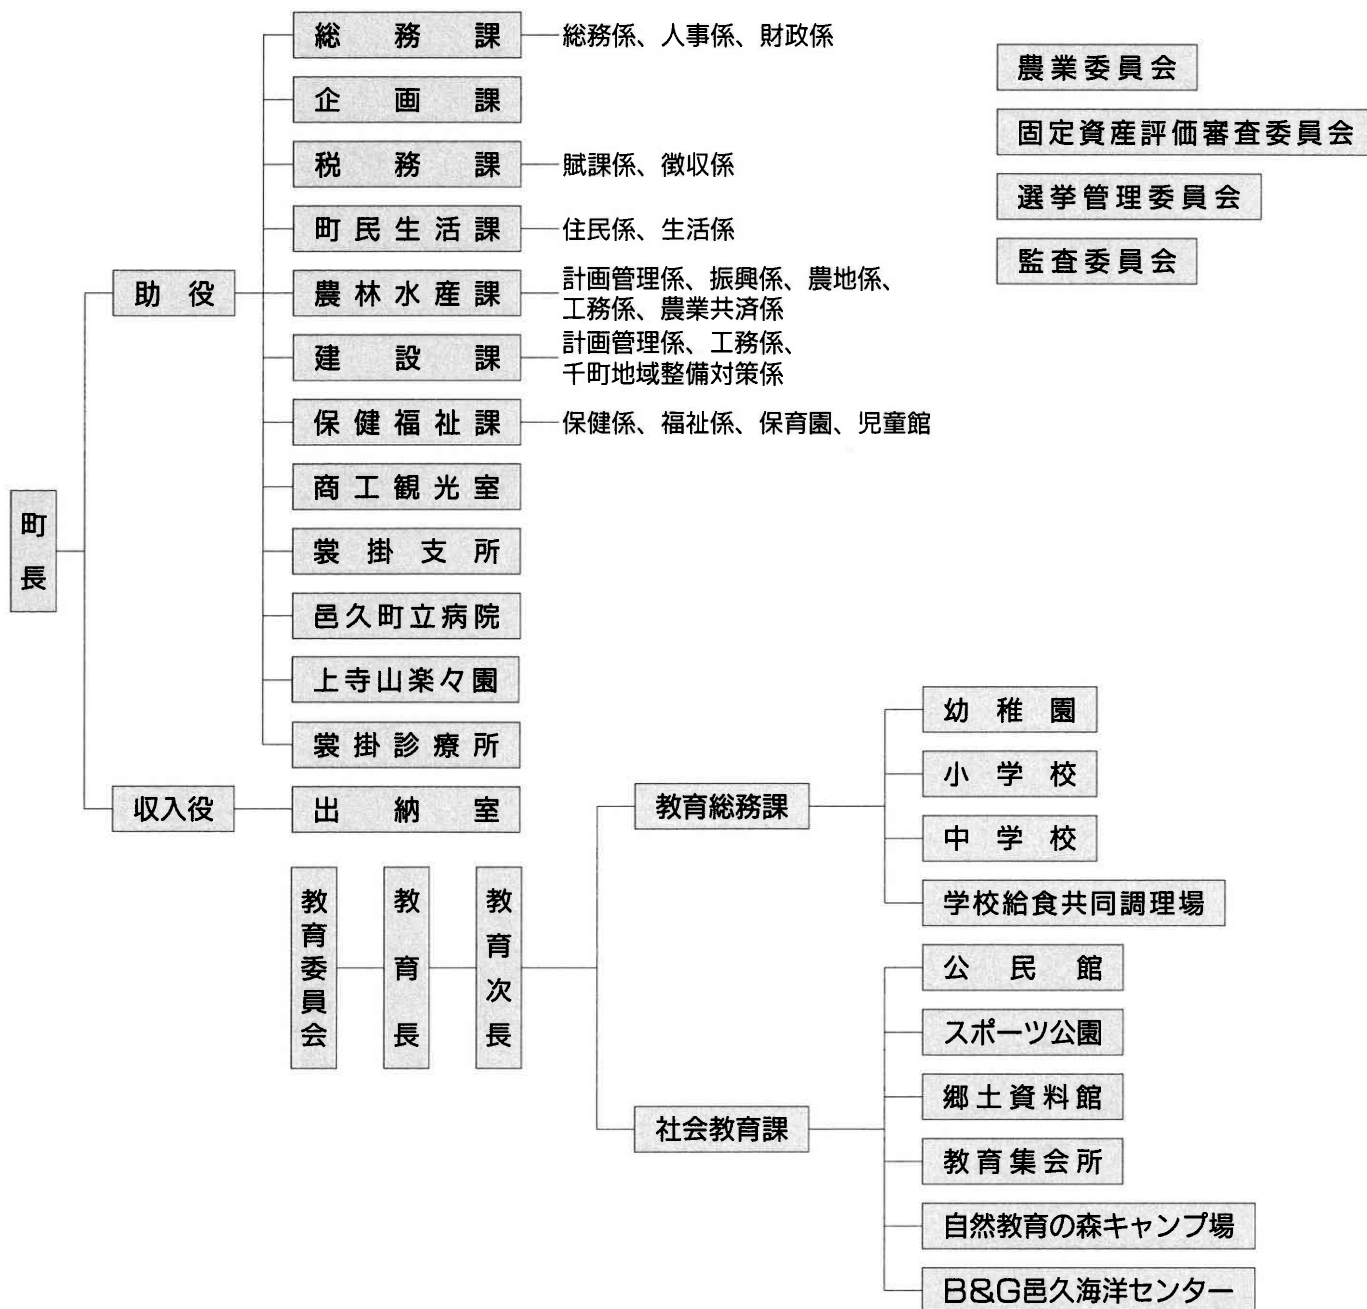 町長
助役
総務課
総務係、人事係、財政係
企画課
税務課
賦課係、徴収係
町民生活課
住民係、生活係
農林水産課
計画管理係、振興係、農地係、
工務係、農業共済係
建設課
計画管理係、工務係、
千町地域整備対策係
保健福祉課
保健係、福祉係、保育園、児童館
商工観光室
裳掛支所
邑久町立病院
上寺山楽々園
裳掛診療所
収入役
出納室
農業委員会
固定資産評価審査委員会
選挙管理委員会
監査委員会
教育委員会
教育長
教育次長
教育総務課
幼稚園
小学校
中学校
学校給食共同調理場
社会教育課
公民館
スポーツ公園
郷土資料館
教育集会所
自然教育の森キャンプ場
B&G邑久海洋センター